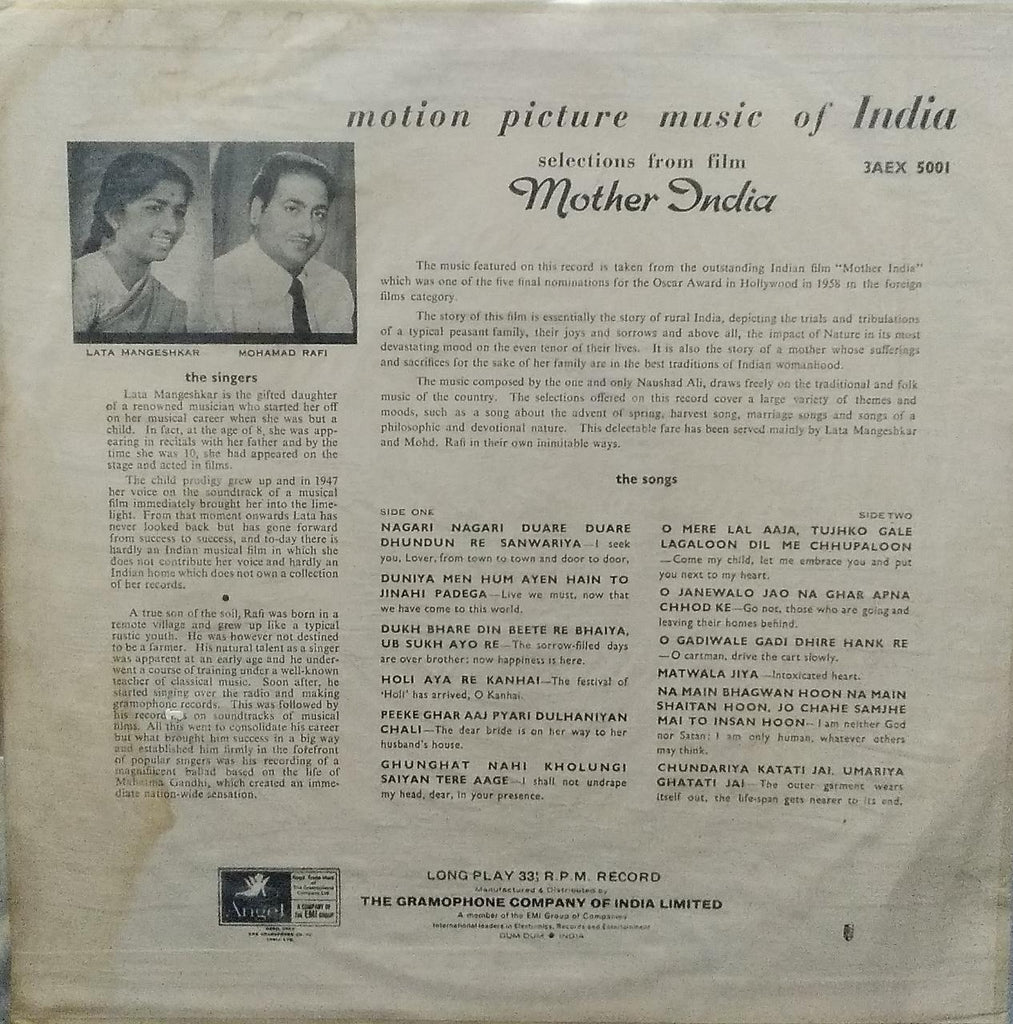 motion picture music of India
selections from film
3AEX 5001
Mother India
LATA MANGESHKAR
MOHAMAD RAFI
the singers
Lata Mangeshkar is the gifted daughter
of a renowned musician who started her off
on her musical career when she was but a
child. In fact, at the age of 8, she was app-
earing in recitals with her father and by the
time she was 10, she had appeared on the
stage and acted in films.
The child prodigy grew up and in 1947
her voice on the soundtrack of a musical
film immediately brought her into the lime-
light. From that moment onwards Lata has
never looked back but has gone forward
from success to success, and to-day there is
hardly an Indian musical film in which she
does not contribute her voice and hardly an
Indian home which does not own a collection
of her records.
A true son of the soil, Rafi was born in a
remote village and grew up like a typical
rustic youth. He was however not destined
to be a farmer. His natural talent as a singer
was apparent at an early age and he under-
went a course of training under a well-known
teacher of classical music. Soon after, he
started singing over the radio and making
gramophone records. This was followed by
his on soundtracks of musical
films. All this went to consolidate his career
but what brought him success in a big way
and established him firmly in the forefront
of popular singers was his recording of a
magnificent ballad based on the life of
Mahatma Gandhi, which created an imme-
diate nation-wide sensation.
The music featured on this record is taken from the outstanding Indian film "Mother India"
which was one of the five final nominations for the Oscar Award in Hollywood in 1958 in the foreign
films category.
The story of this film is essentially the story of rural India, depicting the trials and tribulations
of a typical peasant family, their joys and sorrows and above all, the impact of Nature in its most
devastating mood on the even tenor of their lives. It is also the story of a mother whose sufferings
and sacrifices for the sake of her family are in the best traditions of Indian womanhood.
The music composed by the one and only Naushad Ali, draws freely on the traditional and folk
music of the country. The selections offered on this record cover a large variety of themes and
moods, such as a song about the advent of spring, harvest song, marriage songs and songs of a
philosophic and devotional nature. This delectable fare has been served mainly by Lata Mangeshkar
and Mohd. Rafi in their own inimitable ways.
the songs
SIDE ONE
NAGARI NAGARI DUARE DUARE
DHUNDUN RE SANWARIYA—I seek
you, Lover, from town to town and door to door,
DUNIYA MEN HUM AYEN HAIN TO
JINAHI PADEGA—Live we must, now that
we have come to this world.
DUKH BHARE DIN BEETE RE BHAIYA,
UB SUKH AYO RE—The sorrow-filled days
are over brother; now happiness is here.
HOLI AYA RE KANHAI—The festival of
'Holi' has arrived, O Kanhai.
PEEKE GHAR AAJ PYARI DULHANIYAN
CHALI—The dear bride is on her way to her
husband's house.
GHUNGHAT NAHI KHOLUNGI
SAIYAN TERE AAGE—I shall not undrape
my head, dear, in your presence.
SIDE TWO
O MERE LAL AAJA, TUJHKO GALE
LAGALOON DIL ME CHHUPALOON
—Come my child, let me embrace you and put
you next to my heart.
O JANEWALO JAO NA GHAR APNA
CHHOD KE—Go not, those who are going and
leaving their homes behind.
O GADIWALE GADI DHIRE HANK RE
—O cartman, drive the cart slowly.
MATWALA JIYA—Intoxicated heart.
NA MAIN BHAGWAN HOON NA MAIN
SHAITAN HOON, JO CHAHE SAMJHE
MAI TO INSAN HOON—I am neither God
nor Satan; I am only human, whatever others
may think.
CHUNDARIYA KATATI JAI, UMARIYA
GHATATI JAI—The outer garment wears
itself out, the life-span gets nearer to its end.
Angel
Regd. Trade Mark of
The Gramophone
Company Ltd.
A COMPANY OF
THE EMI GROUP
LONG PLAY 33⅓ R.P.M. RECORD
Manufactured & Distributed by
THE GRAMOPHONE COMPANY OF INDIA LIMITED
A member of the EMI Group of Companies
International leaders in Electronics, Records and Entertainment
DUM DUM ● INDIA